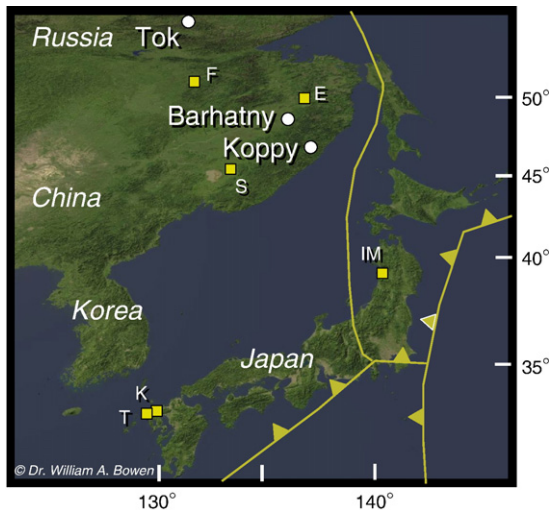 Russia
Tok
F
E
50°
Barhatny
Koppy
45°
S
China
IM
40°
Korea
Japan
35°
K
T
© Dr. William A. Bowen
130°
140°